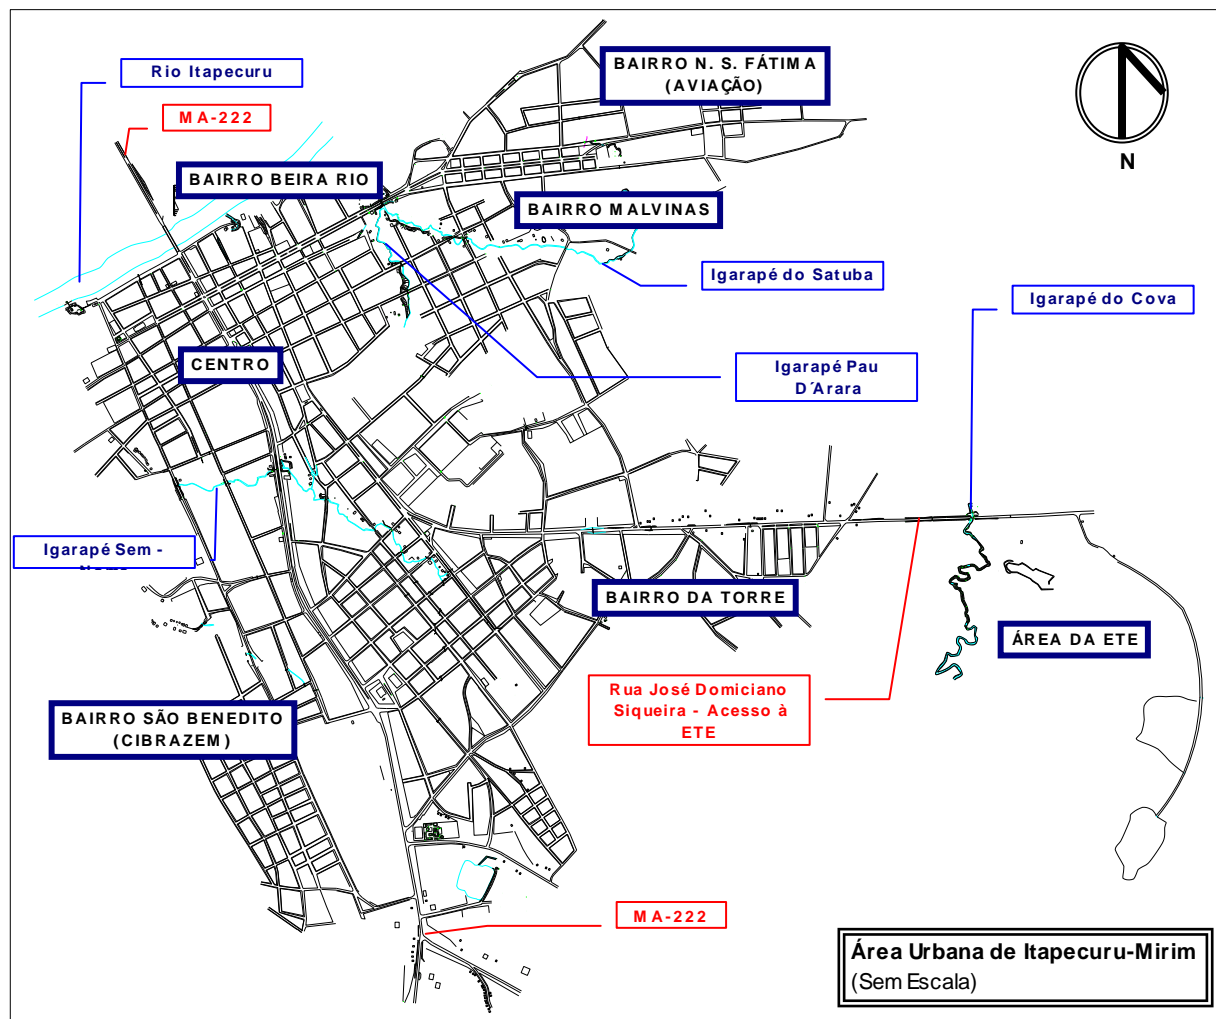 BAIRRO N. S. FÁTIMA
(AVIAÇÃO)
Rio Itapecuru
MA-222
N
BAIRRO BEIRA RIO
BAIRRO MALVINAS
Igarapé do Satuba
Igarapé do Cova
CENTRO
Igarapé Pau
D´Arara
Igarapé Sem -
BAIRRO DA TORRE
ÁREA DA ETE
Rua José Domiciano
Siqueira - Acesso à
ETE
BAIRRO SÃO BENEDITO
(CIBRAZEM)
MA-222
Área Urbana de Itapecuru-Mirim
(Sem Escala)